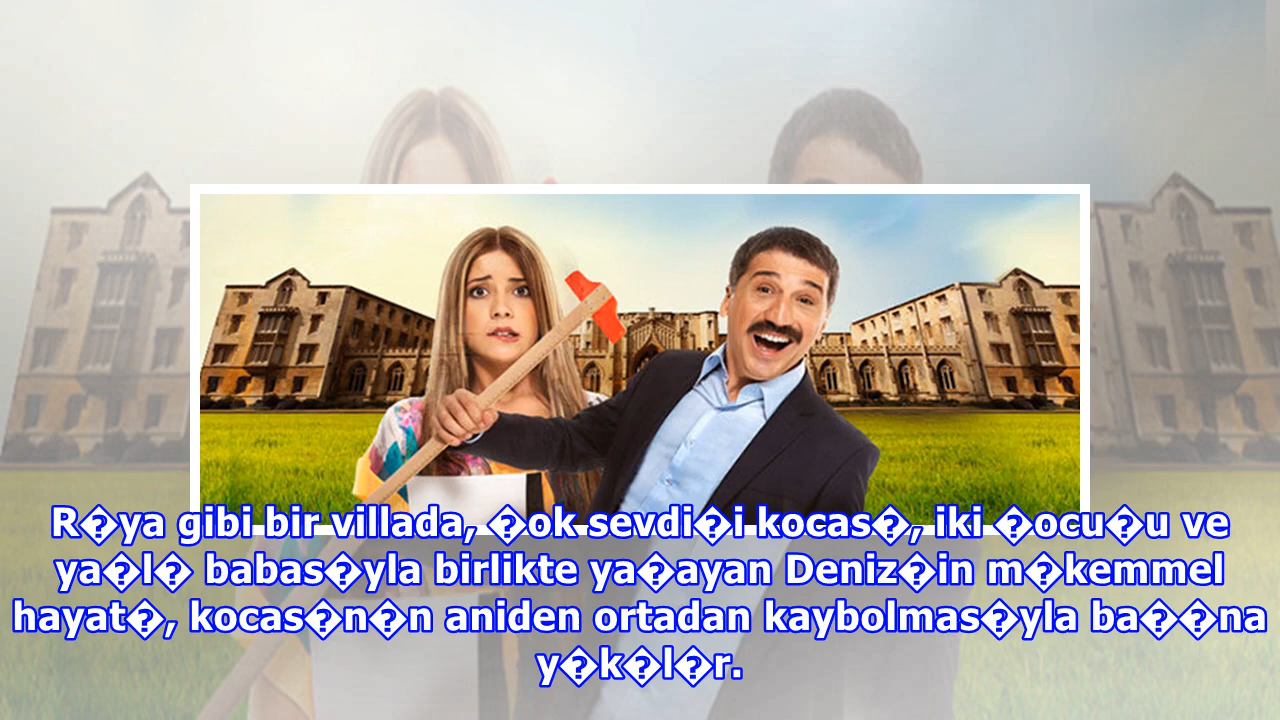 R�ya gibi bir villada, �ok sevdi�i kocas�, iki �ocu�u ve
ya�l� babas�yla birlikte ya�ayan Deniz�in m�kemmel
hayat�, kocas�n�n aniden ortadan kaybolmas�yla ba��na
y�k�l�r.